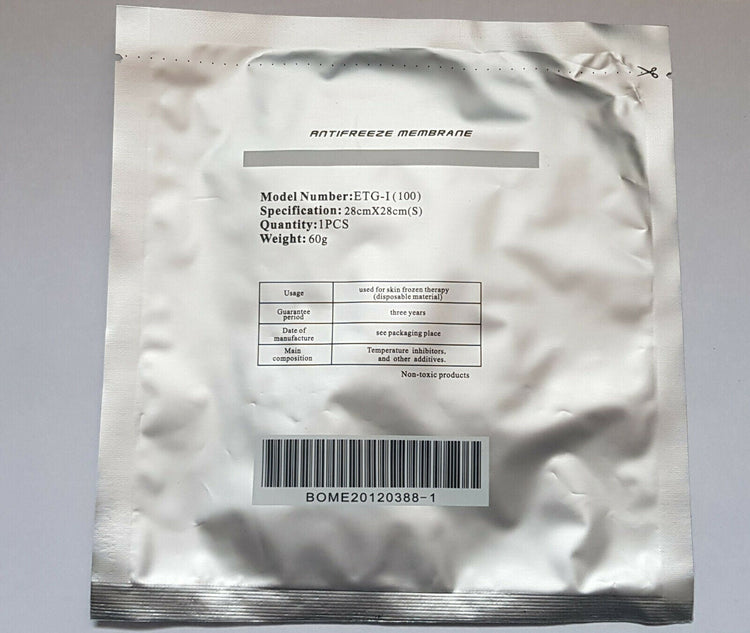 ANTIFREEZE MEMBRANE
Model Number:ETG-I(100)
Specification: 28cmX28cm(S)
Quantity:1PCS
Weight: 60g
Usage
used for skin frozen therapy
(disposable material)
Guarantee
period
three years
Date of
manufacture
see packaging place
Main
composition
Temperature inhibitors,
and other additives.
Non-toxic products
BOME20120388-1